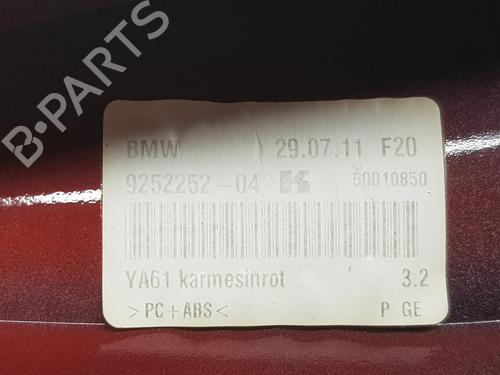 B-PARTS
BMW 29.07.11 F20
9252252-04 K 50010850
YA61 karmesinrot 3.2
>PC+ABS< P GE